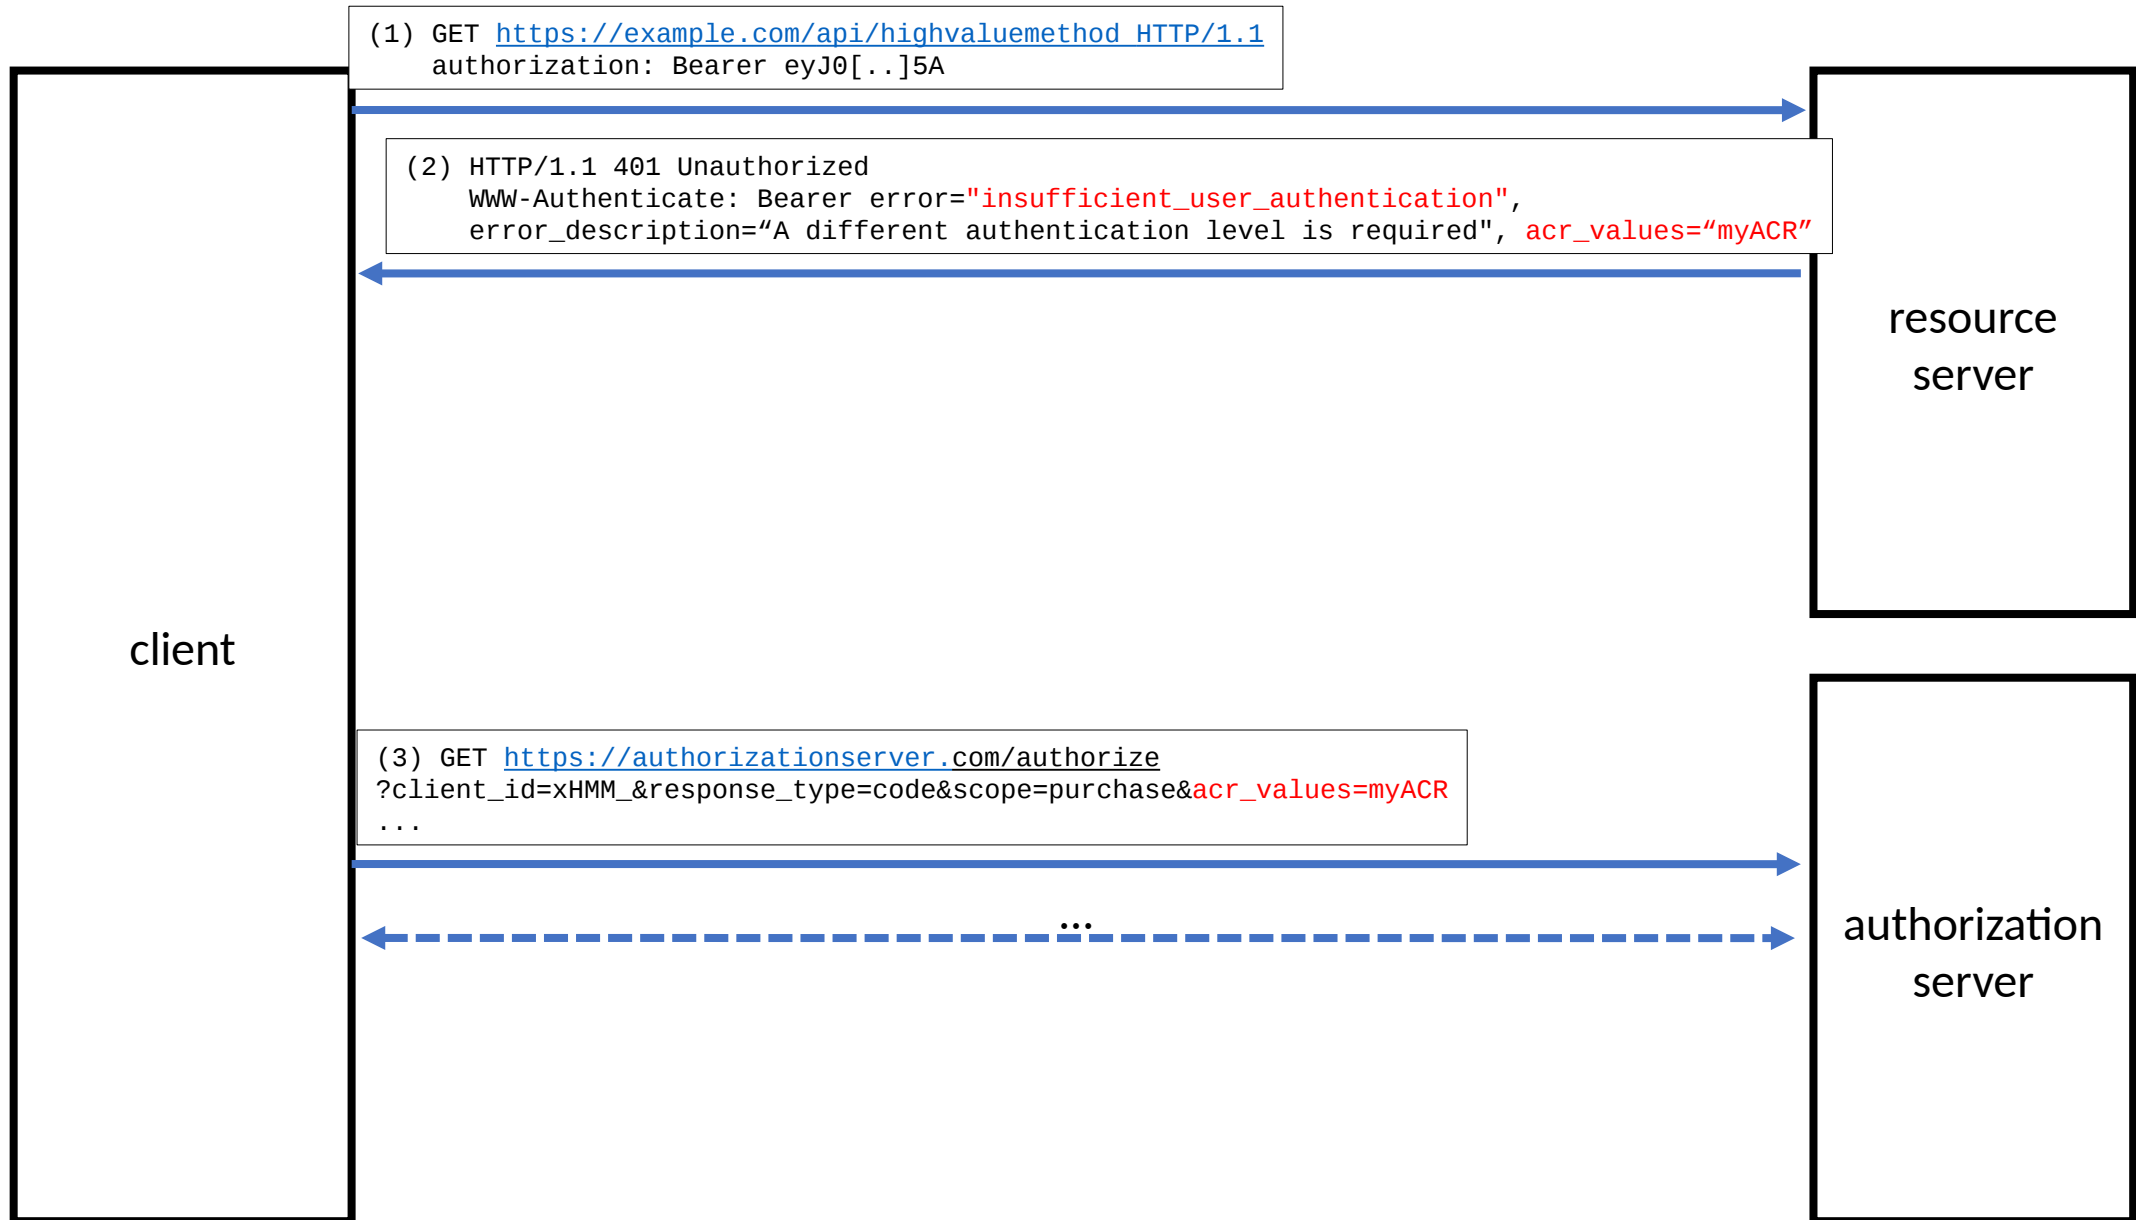 (1) GET https://example.com/api/highvaluemethod HTTP/1.1
authorization: Bearer eyJ0[..]5A
(2) HTTP/1.1 401 Unauthorized
WWW-Authenticate: Bearer error="insufficient_user_authentication",
error_description=“A different authentication level is required", acr_values=“myACR”
resource
server
client
(3) GET https://authorizationserver.com/authorize
?client_id=xHMM_&response_type=code&scope=purchase&acr_values=myACR
...
...
authorization
server